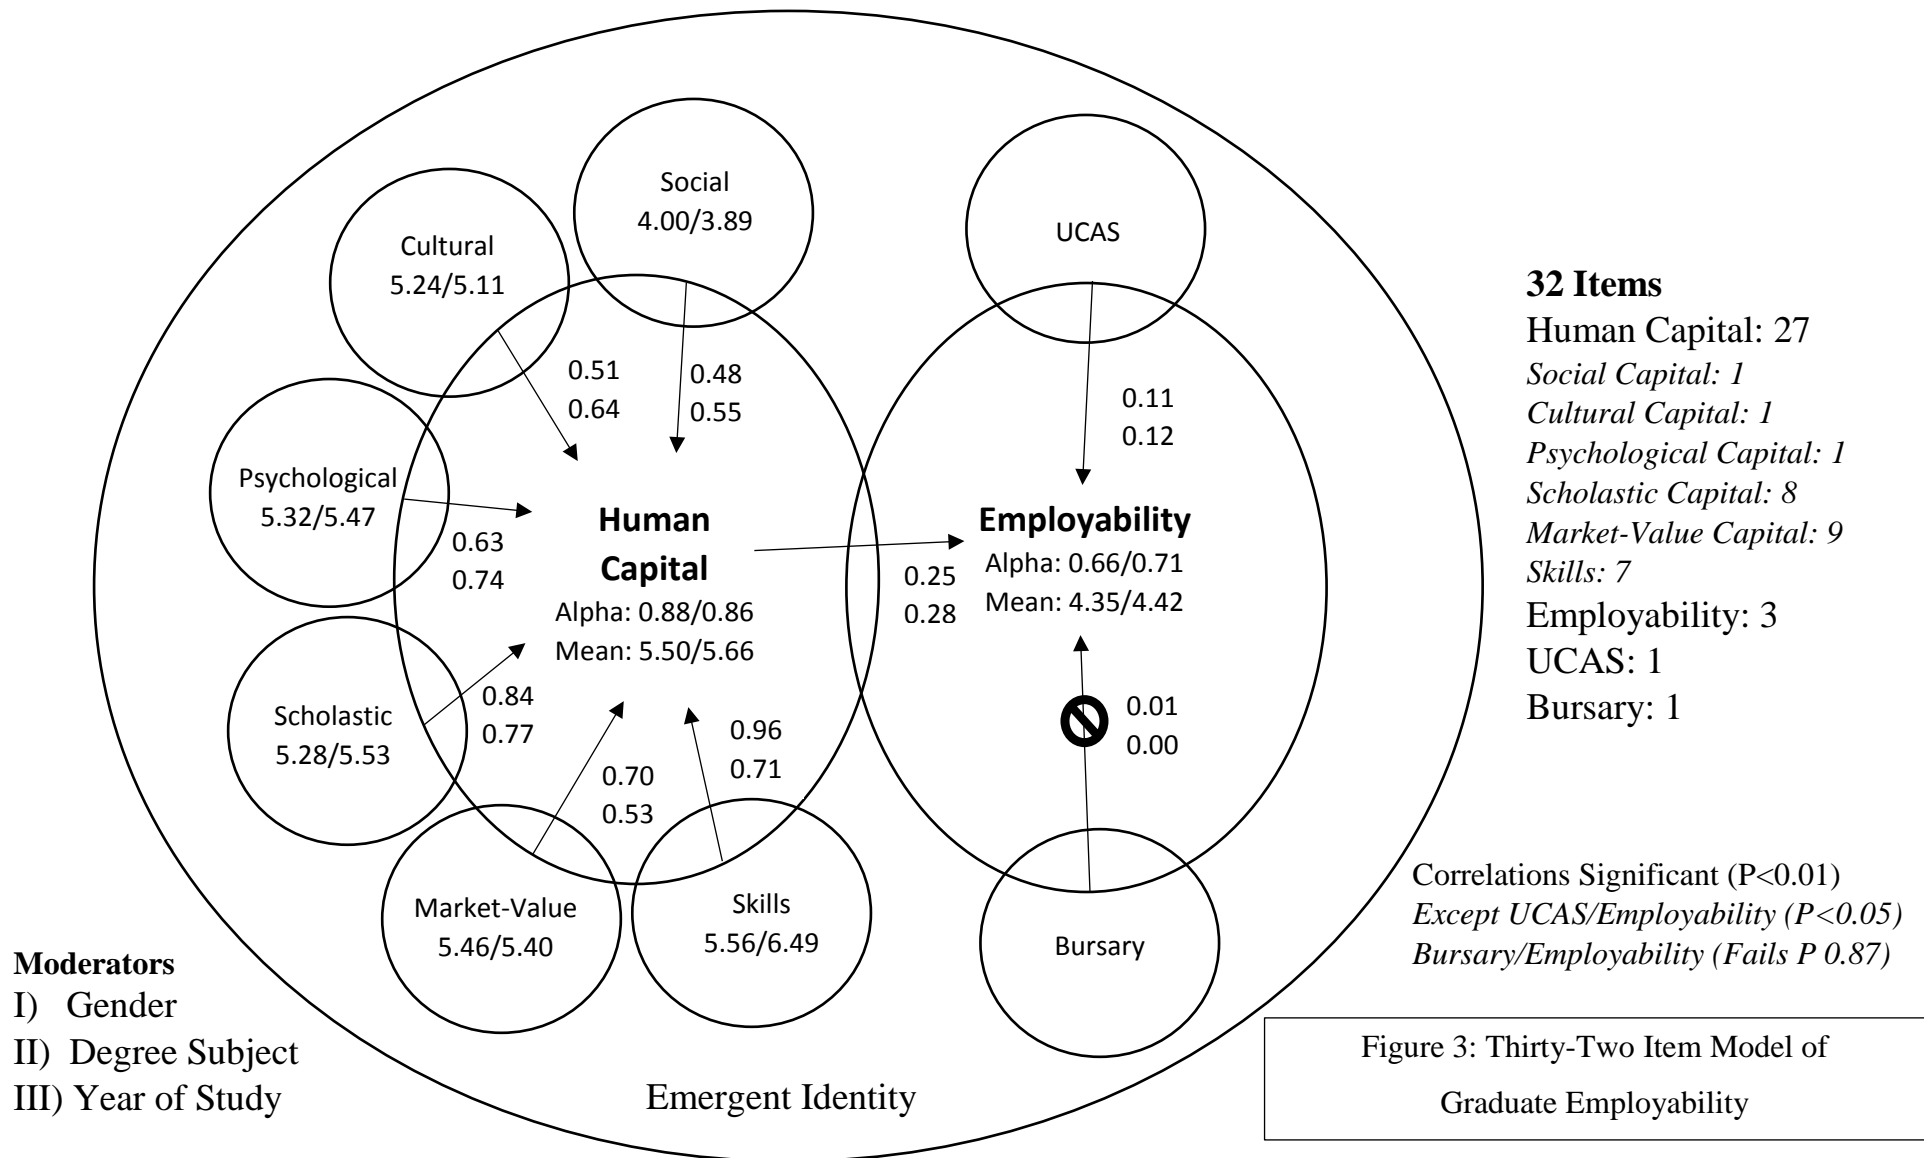 Social
4.00/3.89
Cultural
5.24/5.11
UCAS
Psychological
5.32/5.47
Scholastic
5.28/5.53
Market-Value
5.46/5.40
Skills
5.56/6.49
Bursary
0.51
0.64
0.48
0.55
0.63
0.74
0.84
0.77
0.70
0.53
0.96
0.71
Human
Capital
Alpha: 0.88/0.86
Mean: 5.50/5.66
0.25
0.28
0.11
0.12
Employability
Alpha: 0.66/0.71
Mean: 4.35/4.42
0.01
0.00
32 Items
Human Capital: 27
Social Capital: 1
Cultural Capital: 1
Psychological Capital: 1
Scholastic Capital: 8
Market-Value Capital: 9
Skills: 7
Employability: 3
UCAS: 1
Bursary: 1
Correlations Significant (P<0.01)
Except UCAS/Employability (P<0.05)
Bursary/Employability (Fails P 0.87)
Moderators
I) Gender
II) Degree Subject
III) Year of Study
Emergent Identity
Figure 3: Thirty-Two Item Model of
Graduate Employability